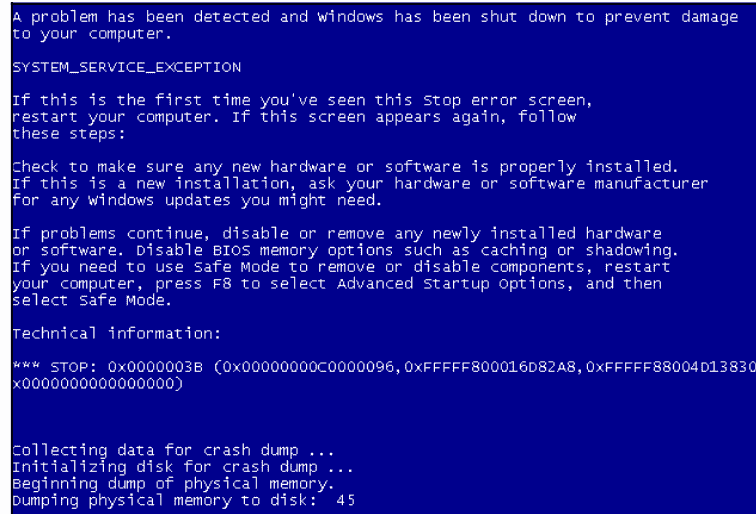 A problem has been detected and Windows has been shut down to prevent damage
to your computer.
SYSTEM_SERVICE_EXCEPTION
If this is the first time you've seen this Stop error screen,
restart your computer. If this screen appears again, follow
these steps:
Check to make sure any new hardware or software is properly installed.
If this is a new installation, ask your hardware or software manufacturer
for any Windows updates you might need.
If problems continue, disable or remove any newly installed hardware
or software. Disable BIOS memory options such as caching or shadowing.
If you need to use Safe Mode to remove or disable components, restart
your computer, press F8 to select Advanced Startup Options, and then
select Safe Mode.
Technical information:
*** STOP: 0x0000003B (0x00000000C0000096,0xFFFFF800016D82A8,0xFFFFF88004D13830
x0000000000000000)
Collecting data for crash dump ...
Initializing disk for crash dump ...
Beginning dump of physical memory.
Dumping physical memory to disk:  45